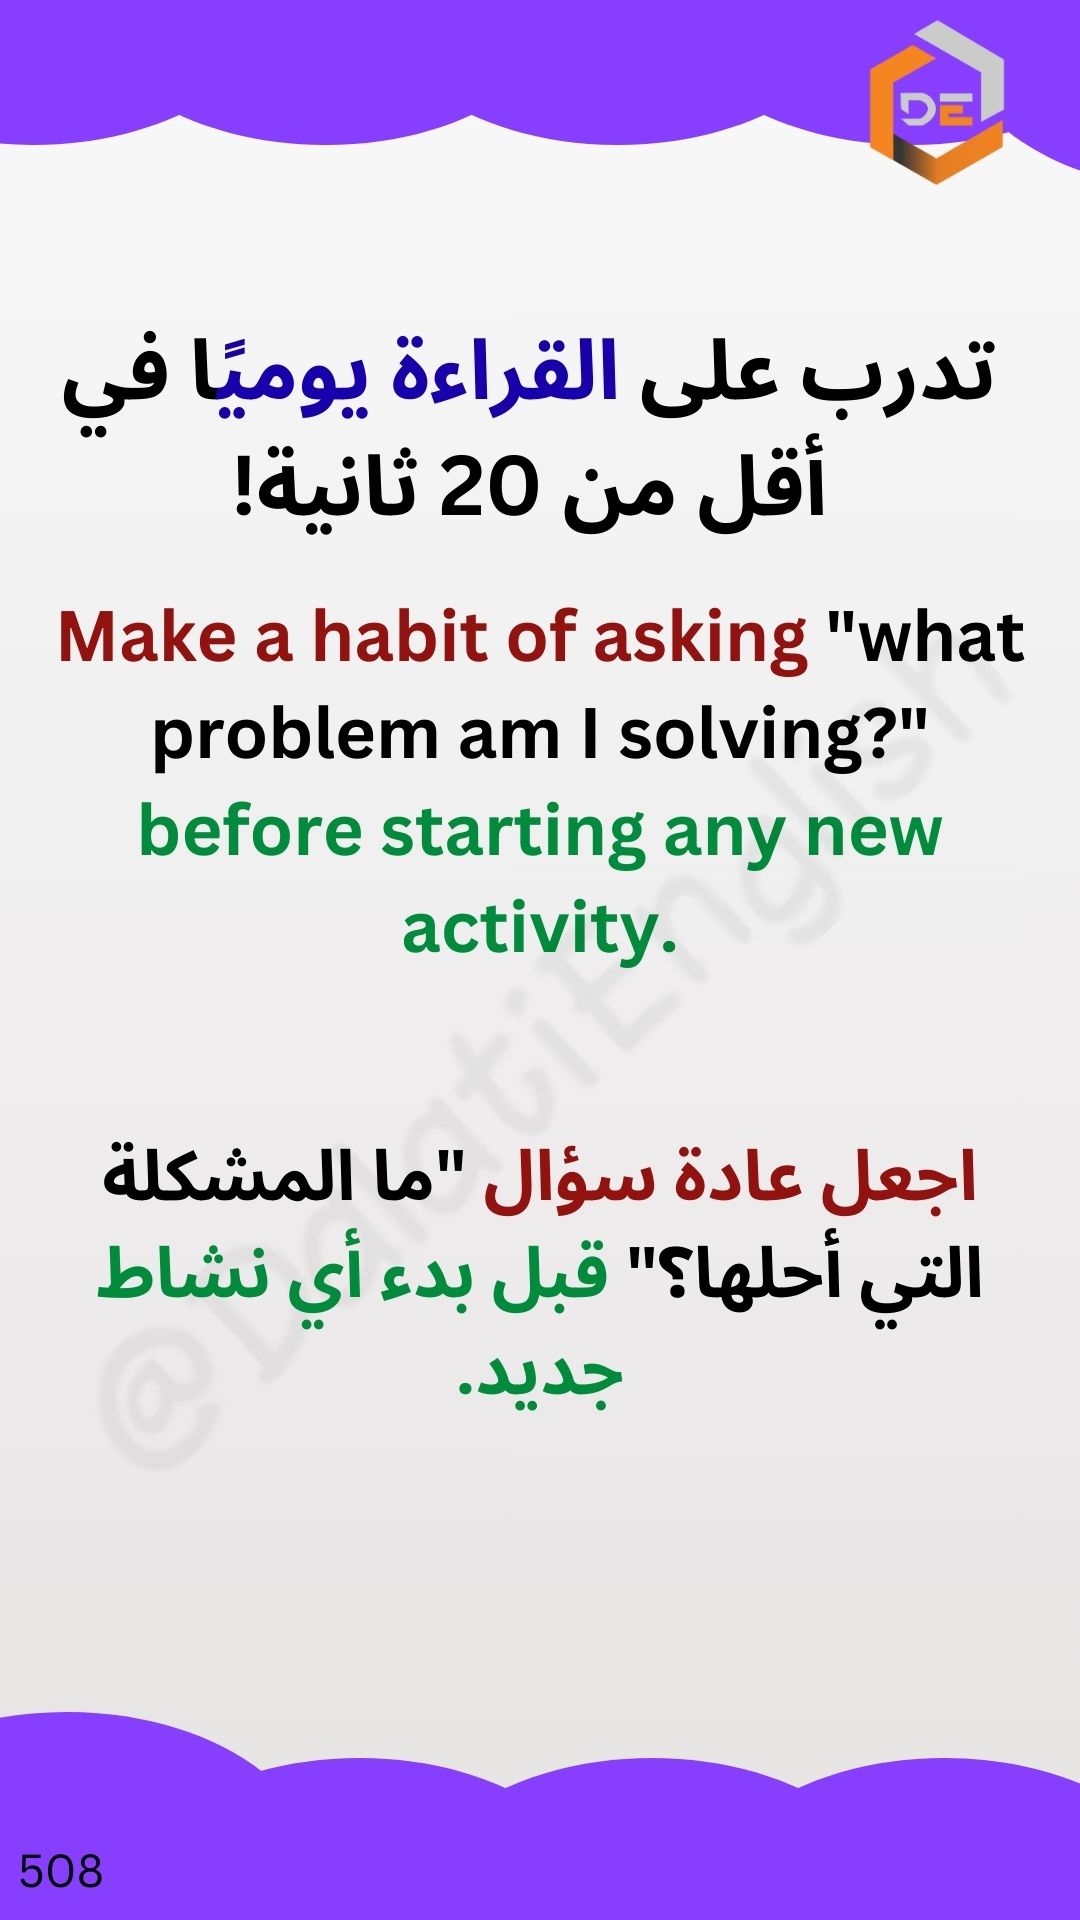 DE
تدرب على القراءة يوميًا في
أقل من 20 ثانية!
Make a habit of asking "what
problem am I solving?"
before starting any new
activity.
اجعل عادة سؤال "ما المشكلة
التي أحلها؟" قبل بدء أي نشاط
جديد.
@DalatiEnglish
508